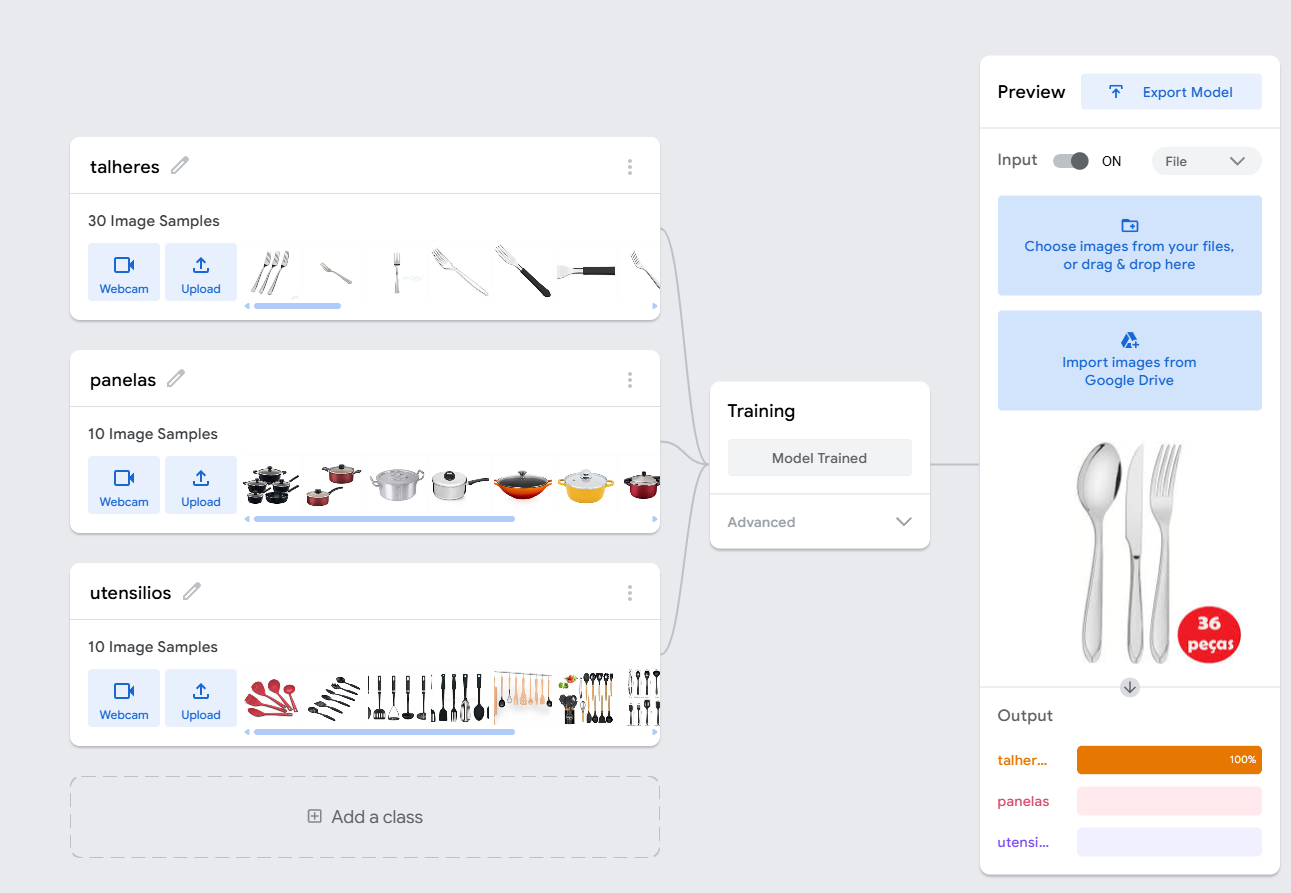 talheres
30 Image Samples
Webcam
Upload
panelas
10 Image Samples
Webcam
Upload
utensilios
10 Image Samples
Webcam
Upload
Add a class
Training
Model Trained
Advanced
Preview
Export Model
Input
ON
File
Choose images from your files,
or drag & drop here
Import images from
Google Drive
36
peças
Output
talher...
100%
panelas
utensi...